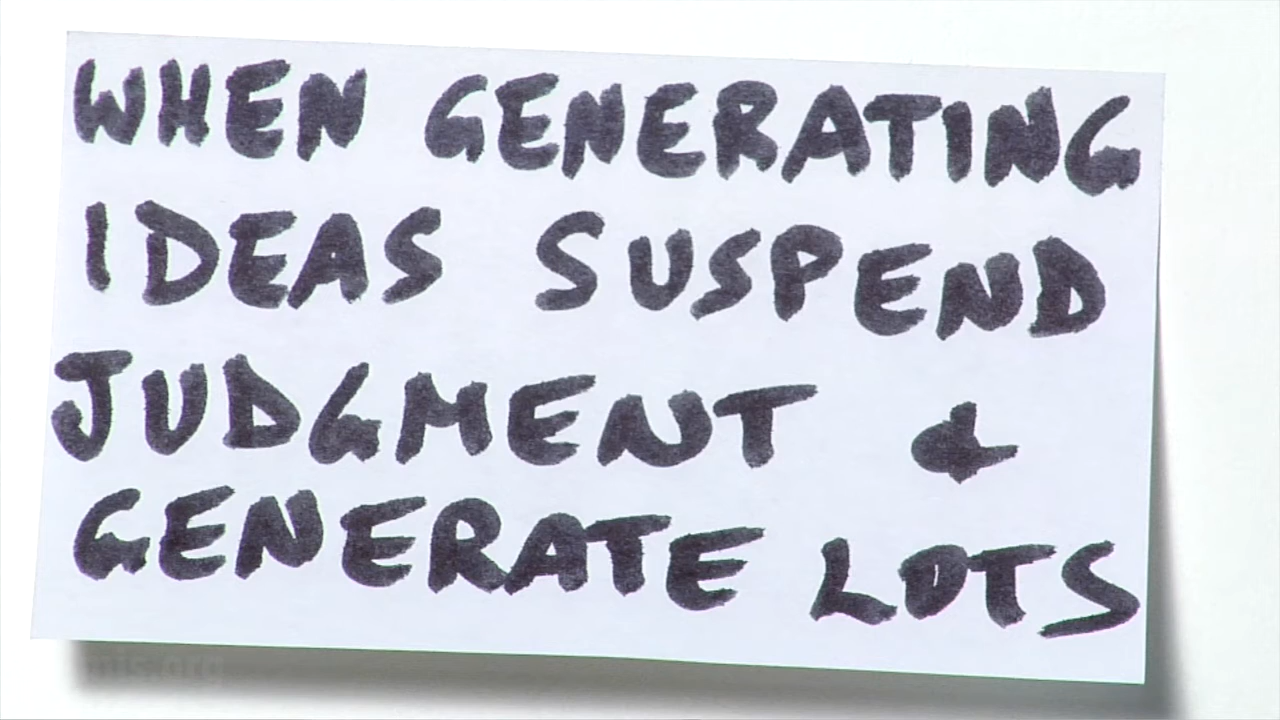 WHEN GENERATING
IDEAS SUSPEND
JUDGMENT &
GENERATE LOTS